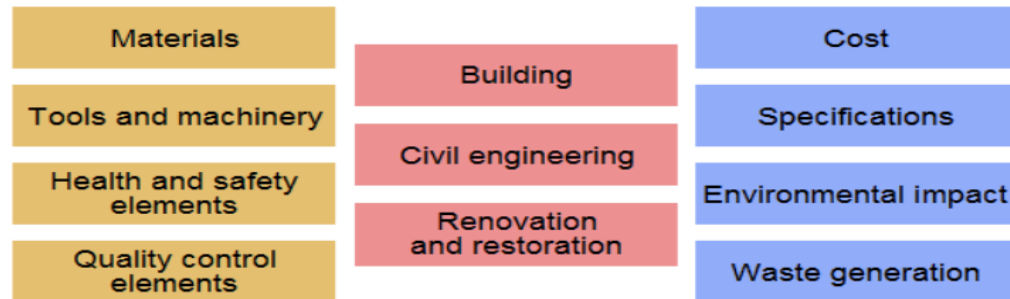 Materials
Tools and machinery
Health and safety
elements
Quality control
elements
Building
Civil engineering
Renovation
and restoration
Cost
Specifications
Environmental impact
Waste generation